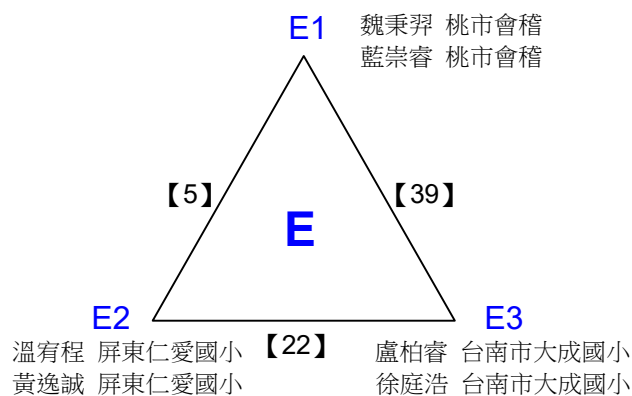 E1
魏秉羿 桃市會稽
藍崇睿 桃市會稽
【5】
【39】
E
E2
E3
【22】
溫宥程 屏東仁愛國小
黃逸誠 屏東仁愛國小
盧柏睿 台南市大成國小
徐庭浩 台南市大成國小